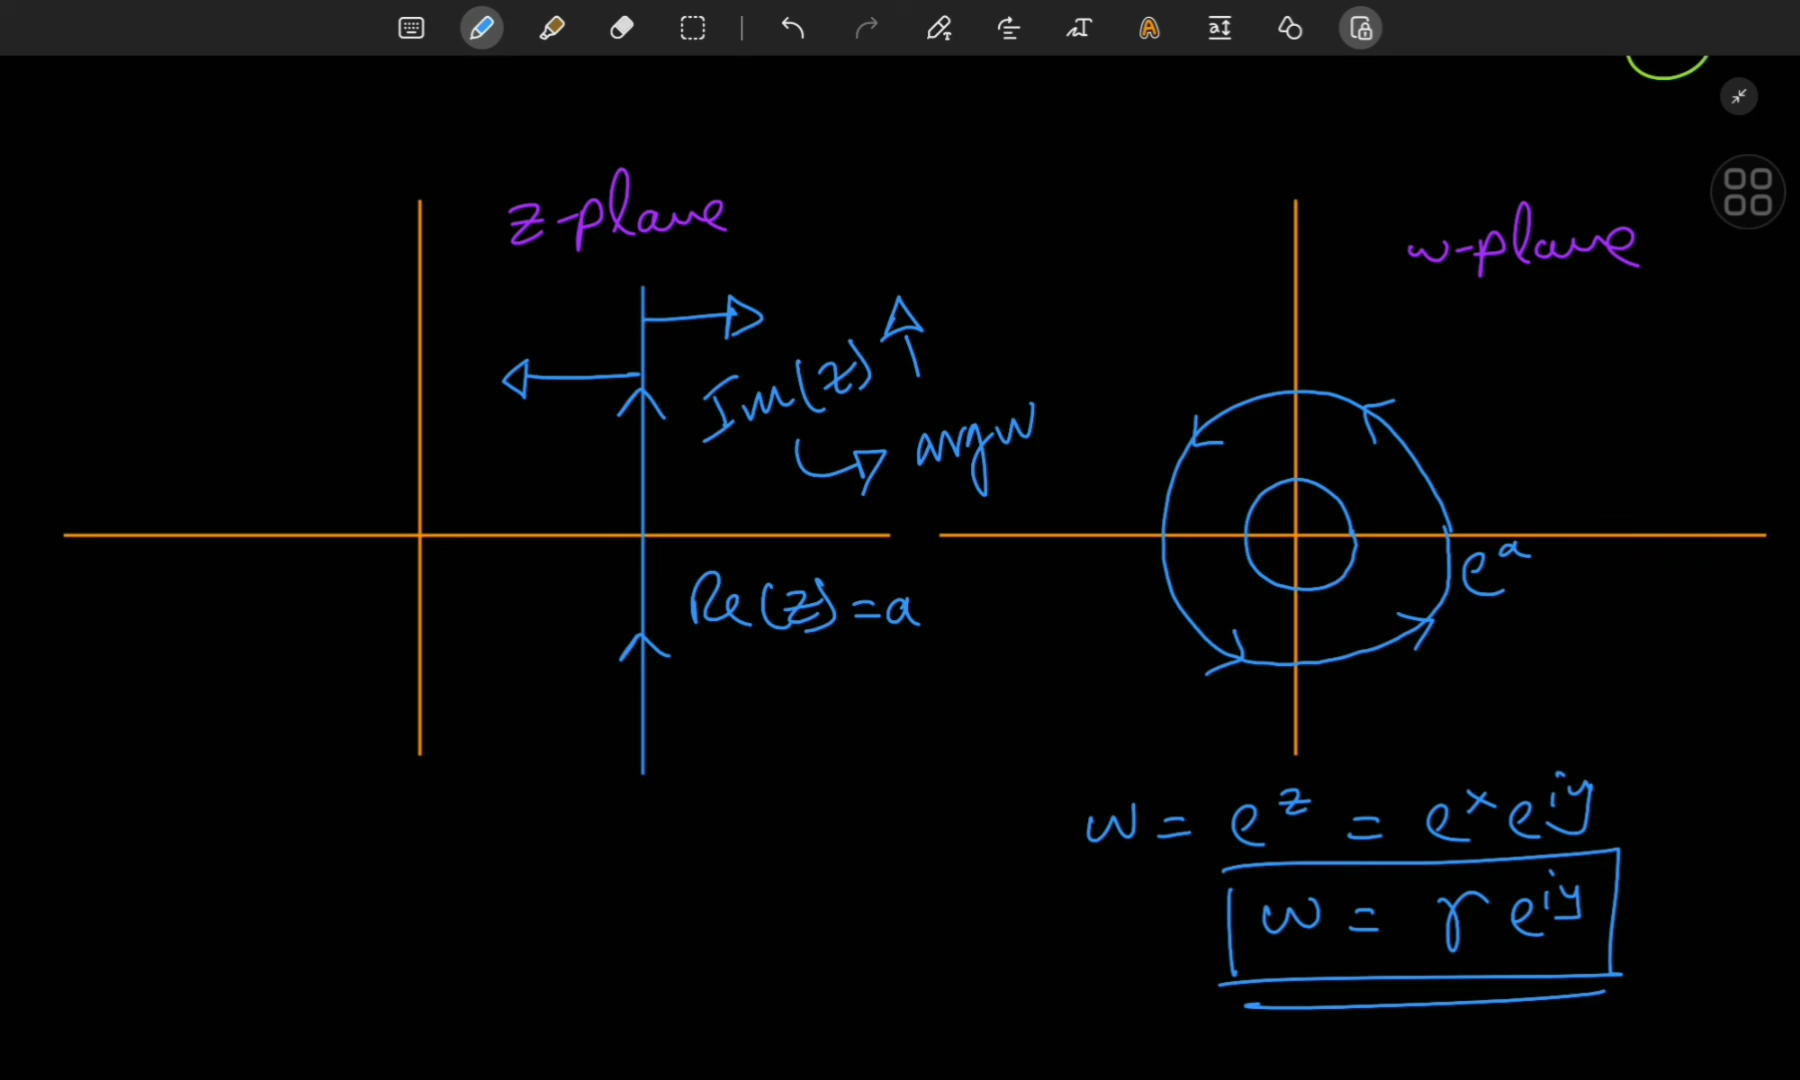 z-plane
w-plane
Im(z) ↑
→ arg w
Re(z) = a
e^a
w = e^z = e^x e^{iy}
w = r e^{iy}